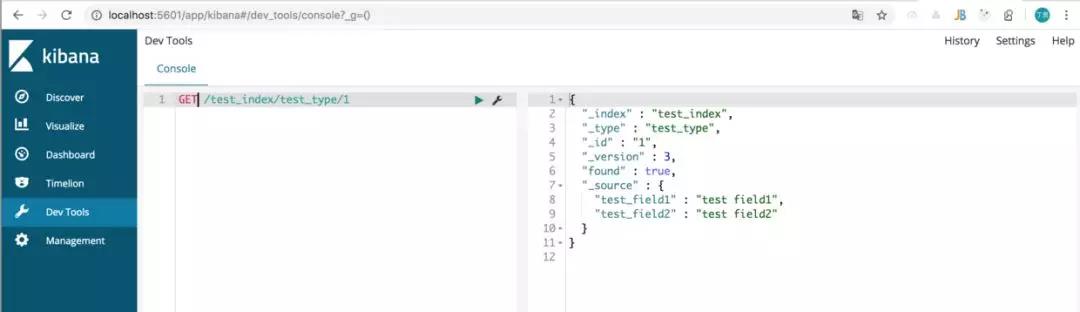 localhost:5601/app/kibana#/dev_tools/console?_g=()
JB
kibana
Discover
Visualize
Dashboard
Timelion
Dev Tools
Management
Dev Tools
History Settings Help
Console
1 GET /test_index/test_type/1
1 {
2 "_index" : "test_index",
3 "_type" : "test_type",
4 "_id" : "1",
5 "_version" : 3,
6 "found" : true,
7 "_source" : {
8 "test_field1" : "test field1",
9 "test_field2" : "test field2"
10 }
11 }
12